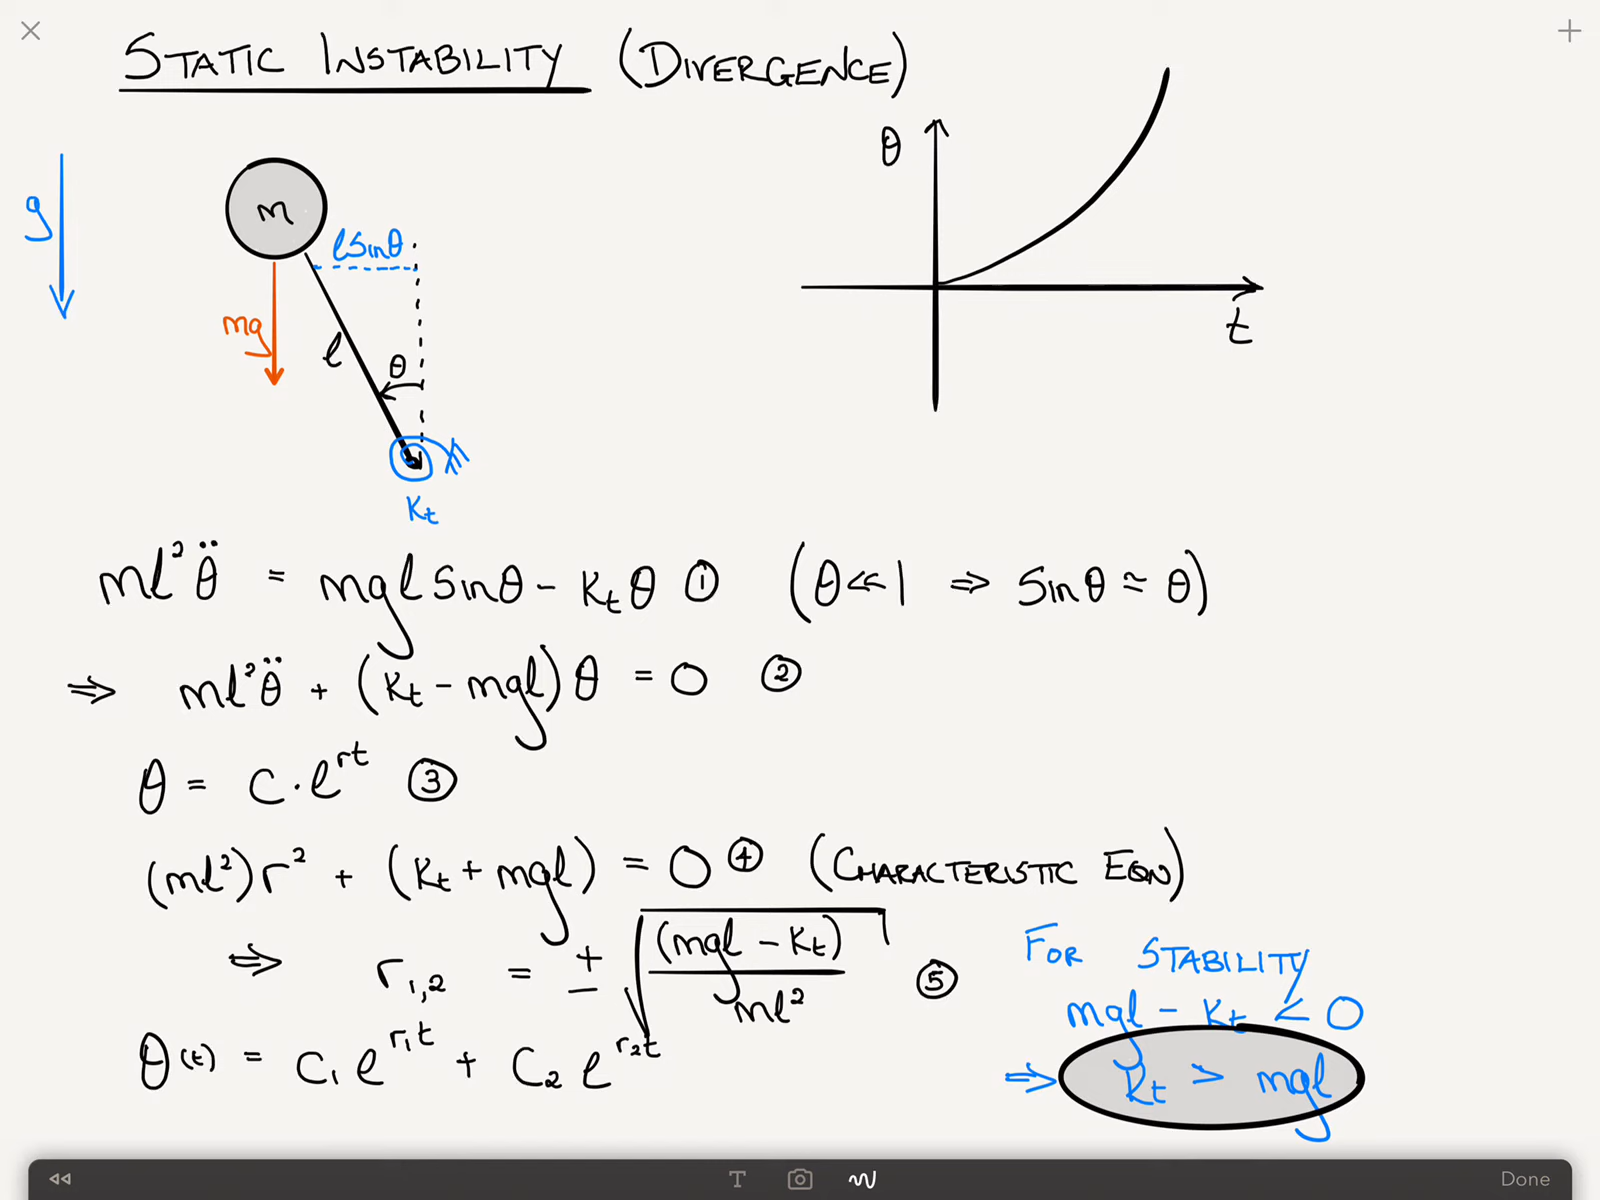 STATIC INSTABILITY (DIVERGENCE)
θ
g
m
lsinθ
mg
l
θ
t
Kt
ml²θ̈ = mglsinθ - Ktθ ① (θ≪1 ⇒ sinθ ≈ θ)
⇒ ml²θ̈ + (Kt - mgl)θ = 0 ②
θ = C·e^rt ③
(ml²)r² + (Kt + mgl) = 0 ④ (CHARACTERISTIC EQN)
⇒ r1,2 = ± √((mgl - Kt)/ml²) ⑤
θ(t) = C₁e^r₁t + C₂e^r₂t
FOR STABILITY
mgl - Kt < 0
⇒ Kt > mgl
T
Done